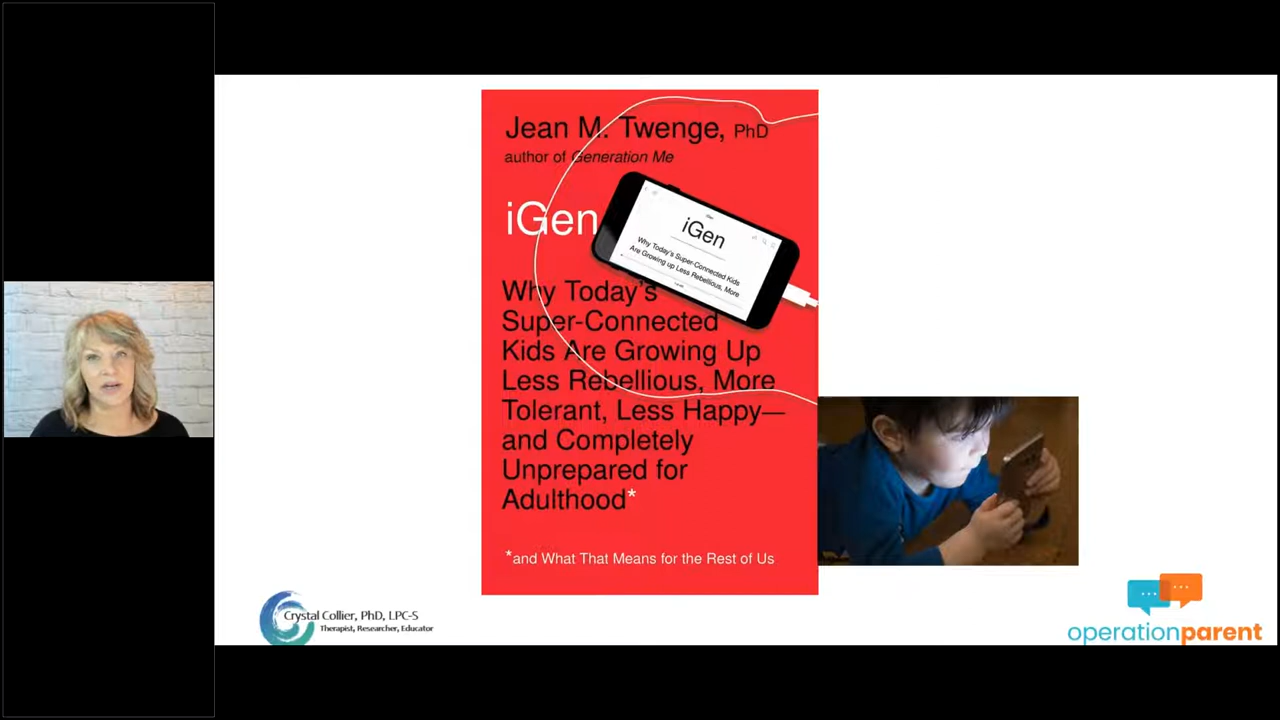 Jean M. Twenge, PhD
author of Generation Me
iGen
iGen
Why Today's Super-Connected Kids
Are Growing up Less Rebellious, More
Why Today's
Super-Connected
Kids Are Growing Up
Less Rebellious, More
Tolerant, Less Happy—
and Completely
Unprepared for
Adulthood*
*and What That Means for the Rest of Us
Crystal Collier, PhD, LPC-S
Therapist, Researcher, Educator
operationparent